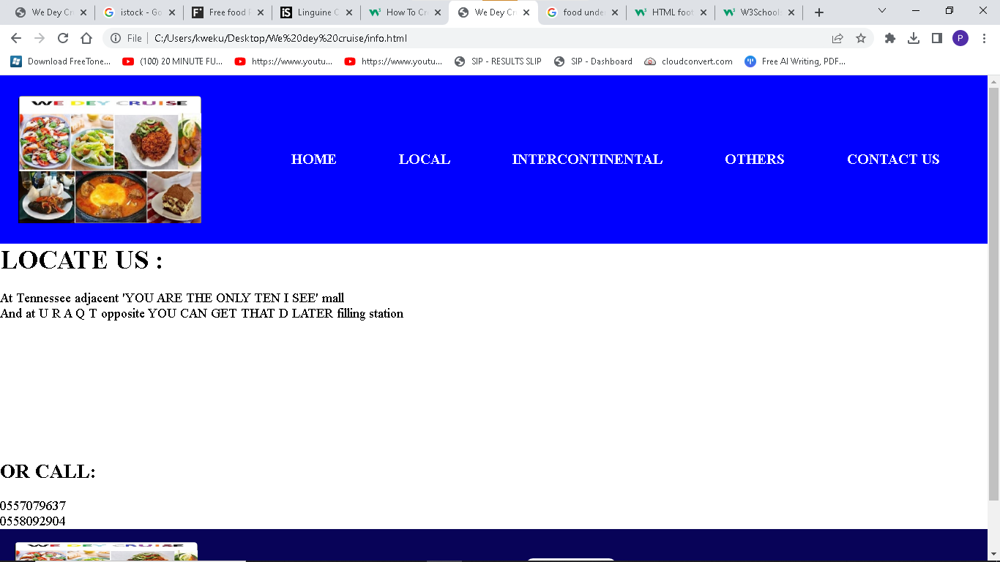 We Dey Cr
istock - Go
Free food P
Linguine C
How To Cr
We Dey Cr
food unde
HTML foot
W3School
File C:/Users/kweku/Desktop/We%20dey%20cruise/info.html
P
Download FreeTone...
(100) 20 MINUTE FU...
https://www.youtu...
https://www.youtu...
SIP - RESULTS SLIP
SIP - Dashboard
cloudconvert.com
Free AI Writing, PDF...
WE DEY CRUISE
HOME LOCAL INTERCONTINENTAL OTHERS CONTACT US
LOCATE US :
At Tennessee adjacent 'YOU ARE THE ONLY TEN I SEE' mall
And at U R A Q T opposite YOU CAN GET THAT D LATER filling station
OR CALL:
0557079637
0558092904
WE DEY CRUISE